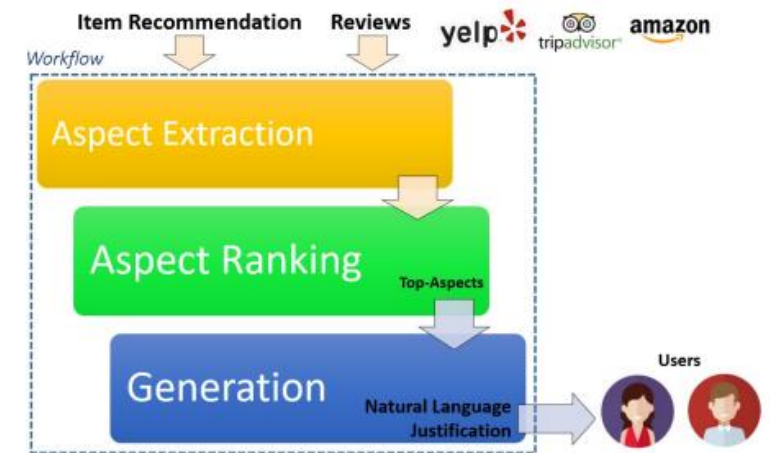 Item Recommendation Reviews yelp tripadvisor® amazon
Workflow
Aspect Extraction
Aspect Ranking
Top-Aspects
Generation
Natural Language
Justification
Users